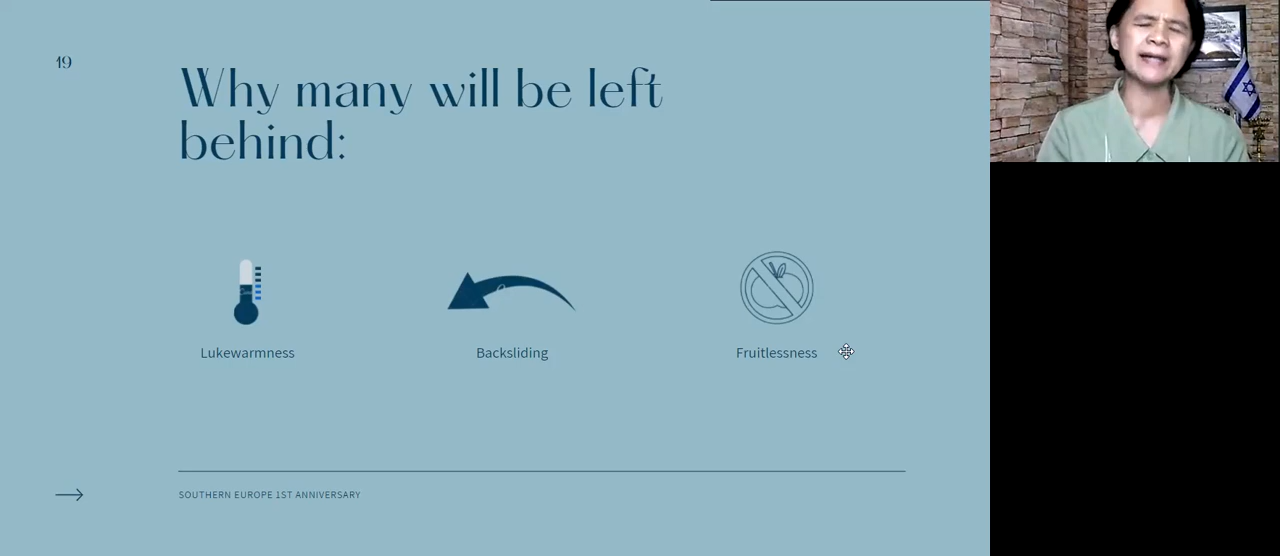 19
Why many will be left
behind:
Lukewarmness
Backsliding
Fruitlessness
SOUTHERN EUROPE 1ST ANNIVERSARY